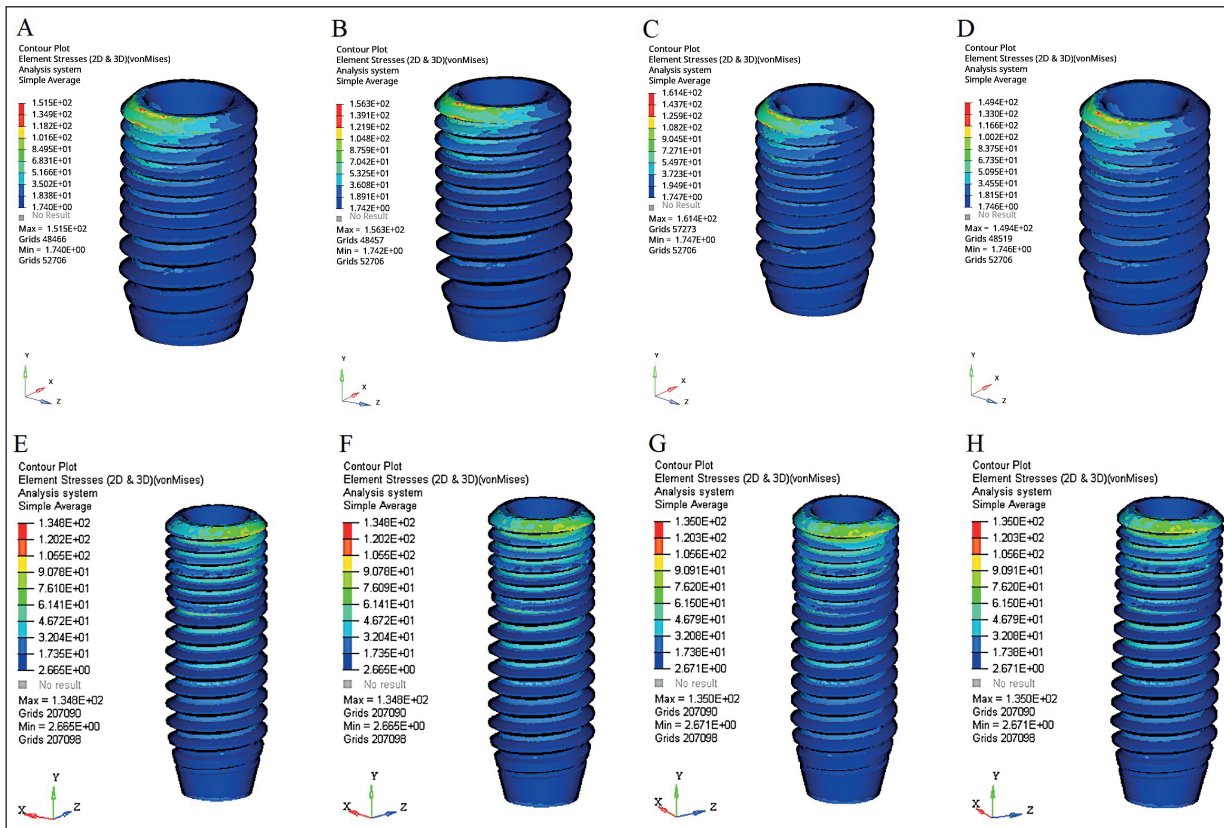 A
Contour Plot
Element Stresses (2D & 3D)(vonMises)
Analysis system
Simple Average
1.515E+02
1.349E+02
1.182E+02
1.016E+02
8.495E+01
6.831E+01
5.166E+01
3.502E+01
1.838E+01
1.740E+00
No Result
Max = 1.515E+02
Grids 48466
Min = 1.740E+00
Grids 52706
Y
X
Z
B
Contour Plot
Element Stresses (2D & 3D)(vonMises)
Analysis system
Simple Average
1.563E+02
1.391E+02
1.219E+02
1.048E+02
8.759E+01
7.042E+01
5.325E+01
3.608E+01
1.891E+01
1.742E+00
No Result
Max = 1.563E+02
Grids 48457
Min = 1.742E+00
Grids 52706
Y
X
Z
C
Contour Plot
Element Stresses (2D & 3D)(vonMises)
Analysis system
Simple Average
1.614E+02
1.437E+02
1.259E+02
1.082E+02
9.045E+01
7.271E+01
5.497E+01
3.723E+01
1.949E+01
1.747E+00
No Result
Max = 1.614E+02
Grids 57273
Min = 1.747E+00
Grids 52706
Y
X
Z
D
Contour Plot
Element Stresses (2D & 3D)(vonMises)
Analysis system
Simple Average
1.494E+02
1.330E+02
1.166E+02
1.002E+02
8.375E+01
6.735E+01
5.095E+01
3.455E+01
1.815E+01
1.746E+00
No Result
Max = 1.494E+02
Grids 48519
Min = 1.746E+00
Grids 52706
Y
X
Z
E
Contour Plot
Element Stresses (2D & 3D)(vonMises)
Analysis system
Simple Average
1.348E+02
1.202E+02
1.055E+02
9.078E+01
7.610E+01
6.141E+01
4.672E+01
3.204E+01
1.735E+01
2.665E+00
No result
Max = 1.348E+02
Grids 207090
Min = 2.665E+00
Grids 207098
Y
X
Z
F
Contour Plot
Element Stresses (2D & 3D)(vonMises)
Analysis system
Simple Average
1.348E+02
1.202E+02
1.055E+02
9.078E+01
7.609E+01
6.141E+01
4.672E+01
3.204E+01
1.735E+01
2.665E+00
No result
Max = 1.348E+02
Grids 207090
Min = 2.665E+00
Grids 207098
Y
X
Z
G
Contour Plot
Element Stresses (2D & 3D)(vonMises)
Analysis system
Simple Average
1.350E+02
1.203E+02
1.056E+02
9.091E+01
7.620E+01
6.150E+01
4.679E+01
3.208E+01
1.738E+01
2.671E+00
No result
Max = 1.350E+02
Grids 207090
Min = 2.671E+00
Grids 207098
Y
X
Z
H
Contour Plot
Element Stresses (2D & 3D)(vonMises)
Analysis system
Simple Average
1.350E+02
1.203E+02
1.056E+02
9.091E+01
7.620E+01
6.150E+01
4.679E+01
3.208E+01
1.738E+01
2.671E+00
No result
Max = 1.350E+02
Grids 207090
Min = 2.671E+00
Grids 207098
Y
X
Z